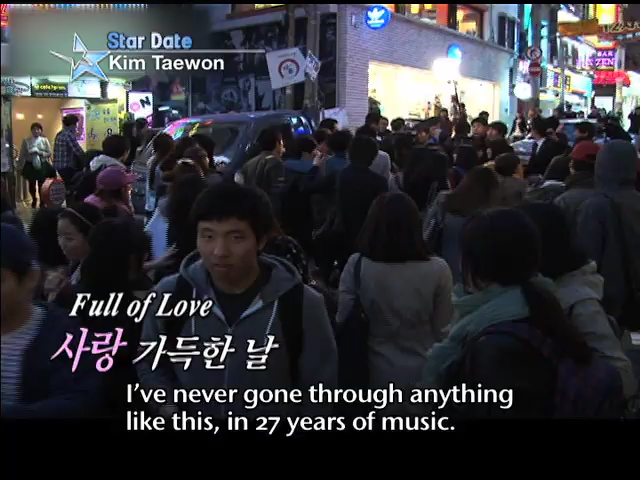 Star Date
Kim Taewon
Full of Love
사랑 가득한 날
I've never gone through anything
like this, in 27 years of music.